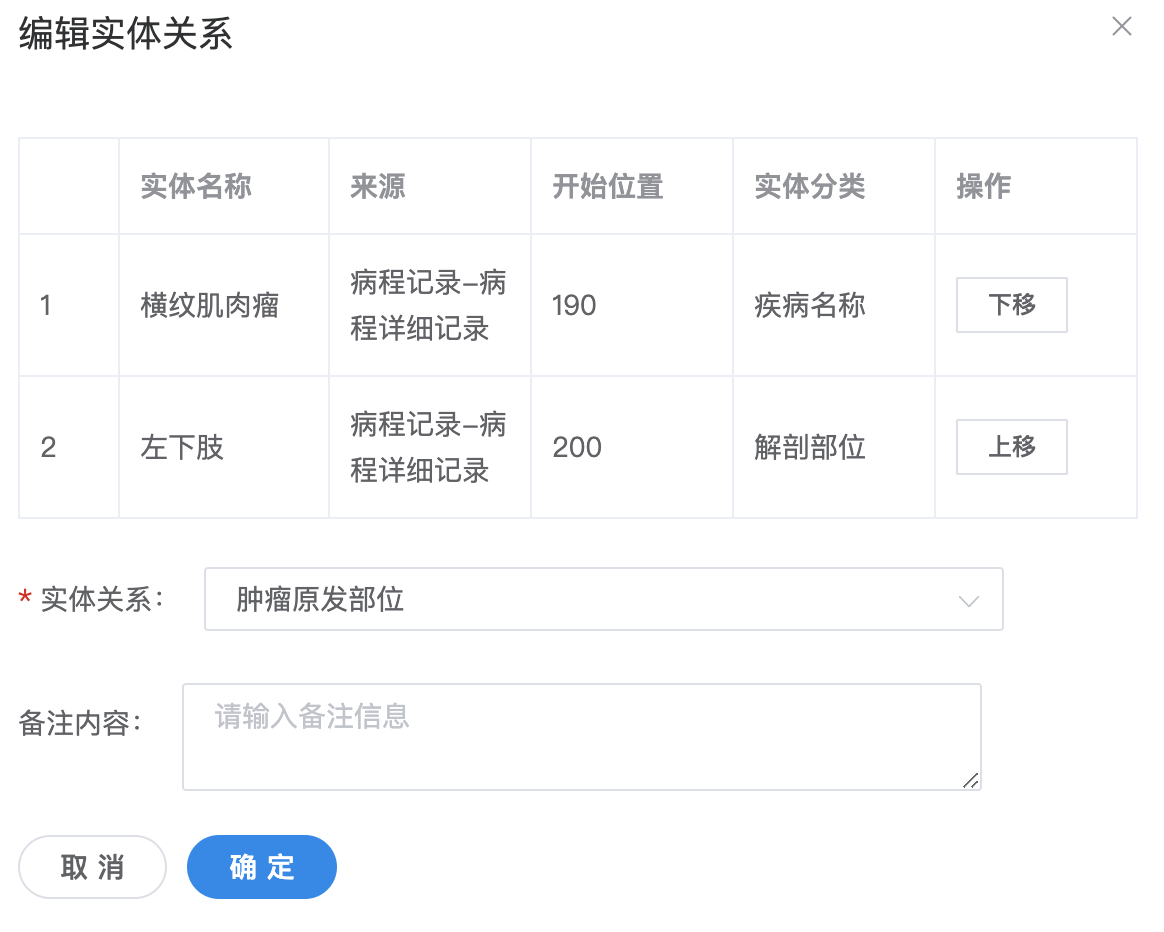 编辑实体关系
实体名称 来源 开始位置 实体分类 操作
1 横纹肌肉瘤 病程记录-病程详细记录 190 疾病名称 下移
2 左下肢 病程记录-病程详细记录 200 解剖部位 上移
* 实体关系： 肿瘤原发部位
备注内容： 请输入备注信息
取 消 确 定